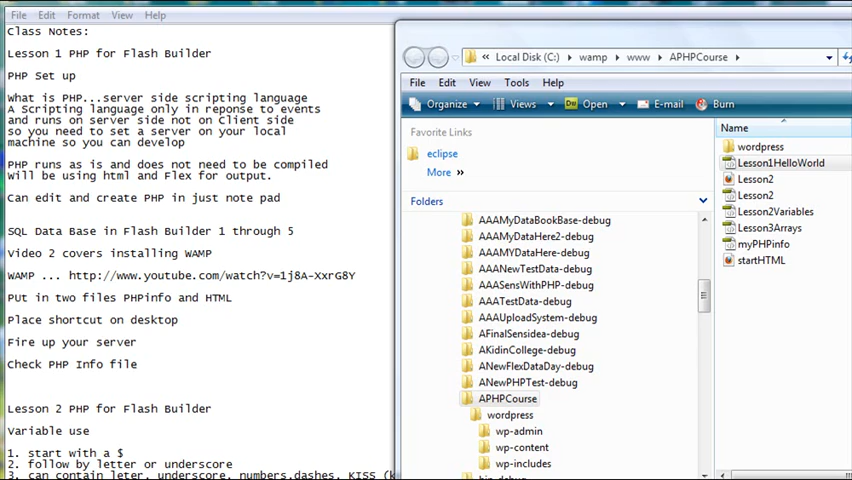 File Edit Format View Help
Class Notes:
Lesson 1 PHP for Flash Builder
PHP Set up
What is PHP...server side scripting language
A Scripting language only in reponse to events
and runs on server side not on Client side
so you need to set a server on your local
machine so you can develop
PHP runs as is and does not need to be compiled
Will be using html and Flex for output.
Can edit and create PHP in just note pad
SQL Data Base in Flash Builder 1 through 5
Video 2 covers installing WAMP
WAMP ... http://www.youtube.com/watch?v=1j8A-XxrG8Y
Put in two files PHPinfo and HTML
Place shortcut on desktop
Fire up your server
Check PHP Info file
Lesson 2 PHP for Flash Builder
Variable use
1. start with a $
2. follow by letter or underscore
3. can contain leter, underscore, numbers,dashes, KISS (k
« Local Disk (C:) wamp www APHPCourse
File Edit View Tools Help
Organize Views Open E-mail Burn
Favorite Links
eclipse
More »
Folders
AAAMyDataBookBase-debug
AAAMyDataHere2-debug
AAAMYDataHere-debug
AAANewTestData-debug
AAASensWithPHP-debug
AAATestData-debug
AAAUploadSystem-debug
AFinalSensidea-debug
AKidinCollege-debug
ANewFlexDataDay-debug
ANewPHPTest-debug
APHPCourse
wordpress
wp-admin
wp-content
wp-includes
bin-debug
Name
wordpress
Lesson1HelloWorld
Lesson2
Lesson2
Lesson2Variables
Lesson3Arrays
myPHPinfo
startHTML